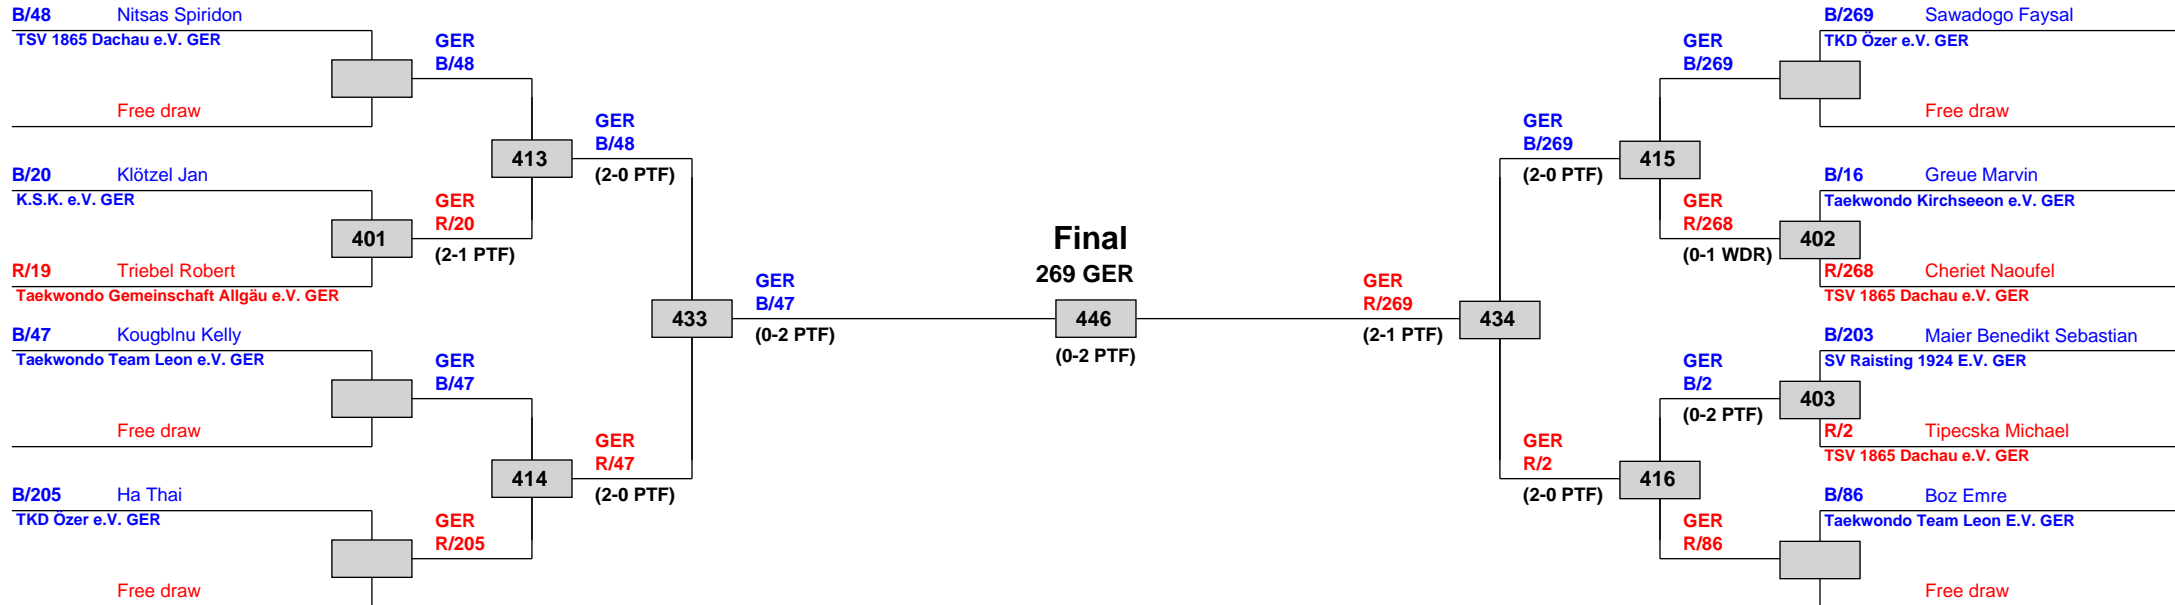 B/48 Nitsas Spiridon
TSV 1865 Dachau e.V. GER
Free draw
GER
B/48
B/20 Klötzel Jan
K.S.K. e.V. GER
401
R/19 Triebel Robert
Taekwondo Gemeinschaft Allgäu e.V. GER
GER
R/20
(2-1 PTF)
413
GER
B/48
(2-0 PTF)
B/47 Kougblnu Kelly
Taekwondo Team Leon e.V. GER
Free draw
GER
B/47
B/205 Ha Thai
TKD Özer e.V. GER
Free draw
GER
R/205
414
GER
R/47
(2-0 PTF)
433
GER
B/47
(0-2 PTF)
Final
269 GER
446
(0-2 PTF)
GER
R/269
(2-1 PTF)
434
GER
B/269
(2-0 PTF)
415
GER
B/269
B/269 Sawadogo Faysal
TKD Özer e.V. GER
Free draw
GER
R/268
(0-1 WDR)
402
B/16 Greue Marvin
Taekwondo Kirchseeon e.V. GER
R/268 Cheriet Naoufel
TSV 1865 Dachau e.V. GER
GER
R/2
(2-0 PTF)
416
GER
B/2
(0-2 PTF)
403
B/203 Maier Benedikt Sebastian
SV Raisting 1924 E.V. GER
R/2 Tipecska Michael
TSV 1865 Dachau e.V. GER
GER
R/86
B/86 Boz Emre
Taekwondo Team Leon E.V. GER
Free draw